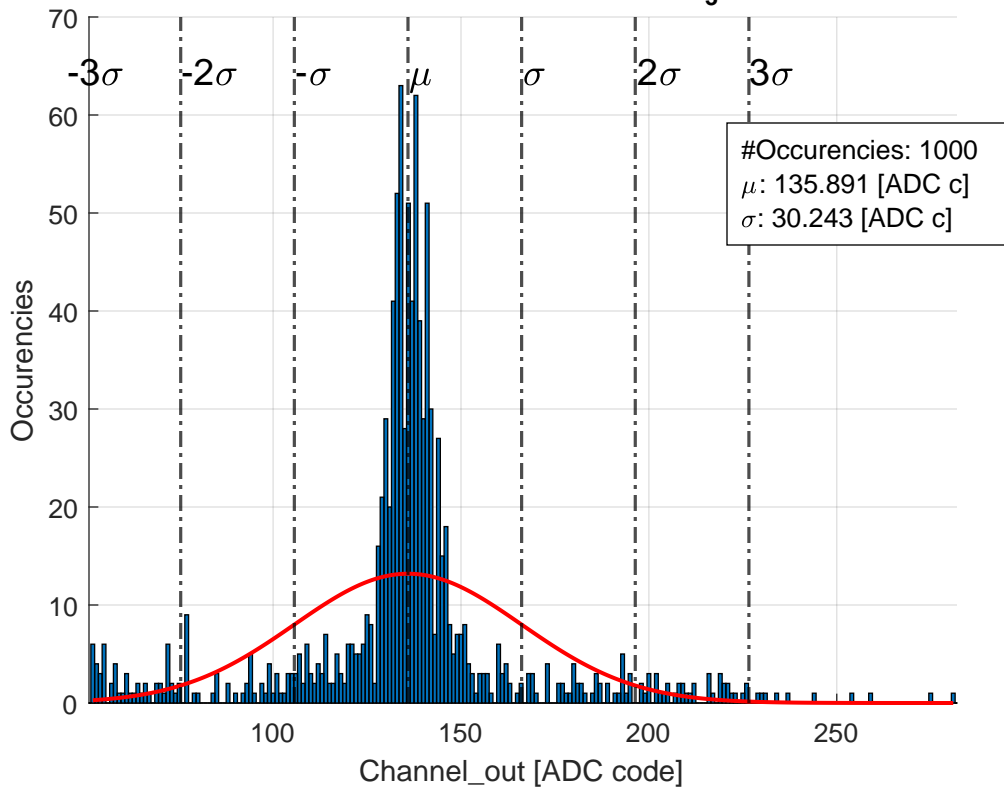 70
60
50
40
30
20
10
0
-3σ
-2σ
-σ
μ
σ
2σ
3σ
#Occurencies: 1000
μ: 135.891 [ADC c]
σ: 30.243 [ADC c]
Occurencies
100
150
200
250
Channel_out [ADC code]